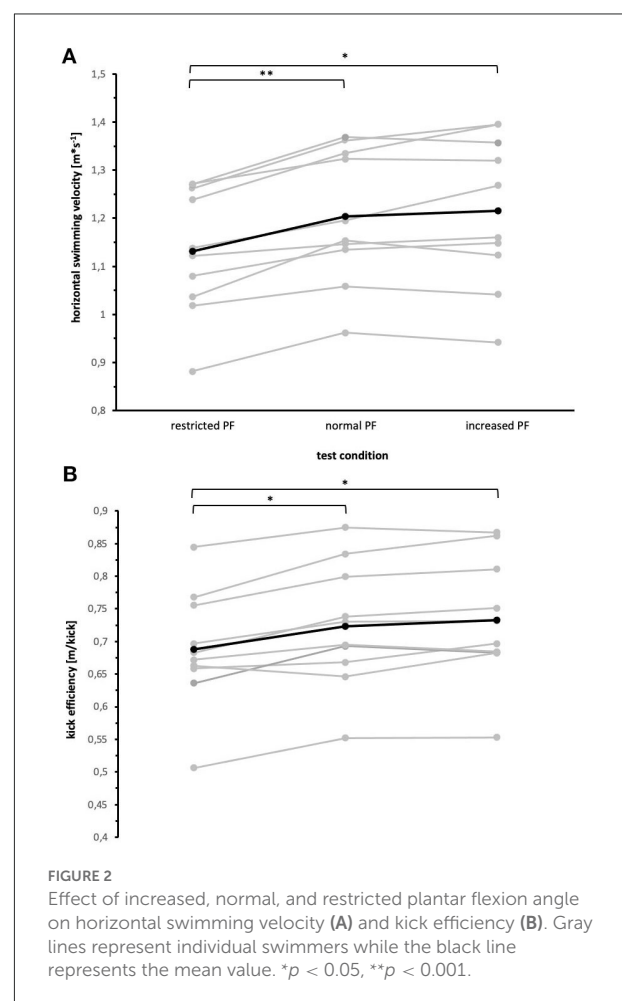 A
*
**
1,5
1,4
1,3
1,2
1,1
1
0,9
0,8
horizontal swimming velocity [m*s⁻¹]
restricted PF normal PF increased PF
test condition
B
*
*
0,9
0,85
0,8
0,75
0,7
0,65
0,6
0,55
0,5
0,45
0,4
kick efficiency [m/kick]
FIGURE 2
Effect of increased, normal, and restricted plantar flexion angle
on horizontal swimming velocity (A) and kick efficiency (B). Gray
lines represent individual swimmers while the black line
represents the mean value. *p < 0.05, **p < 0.001.